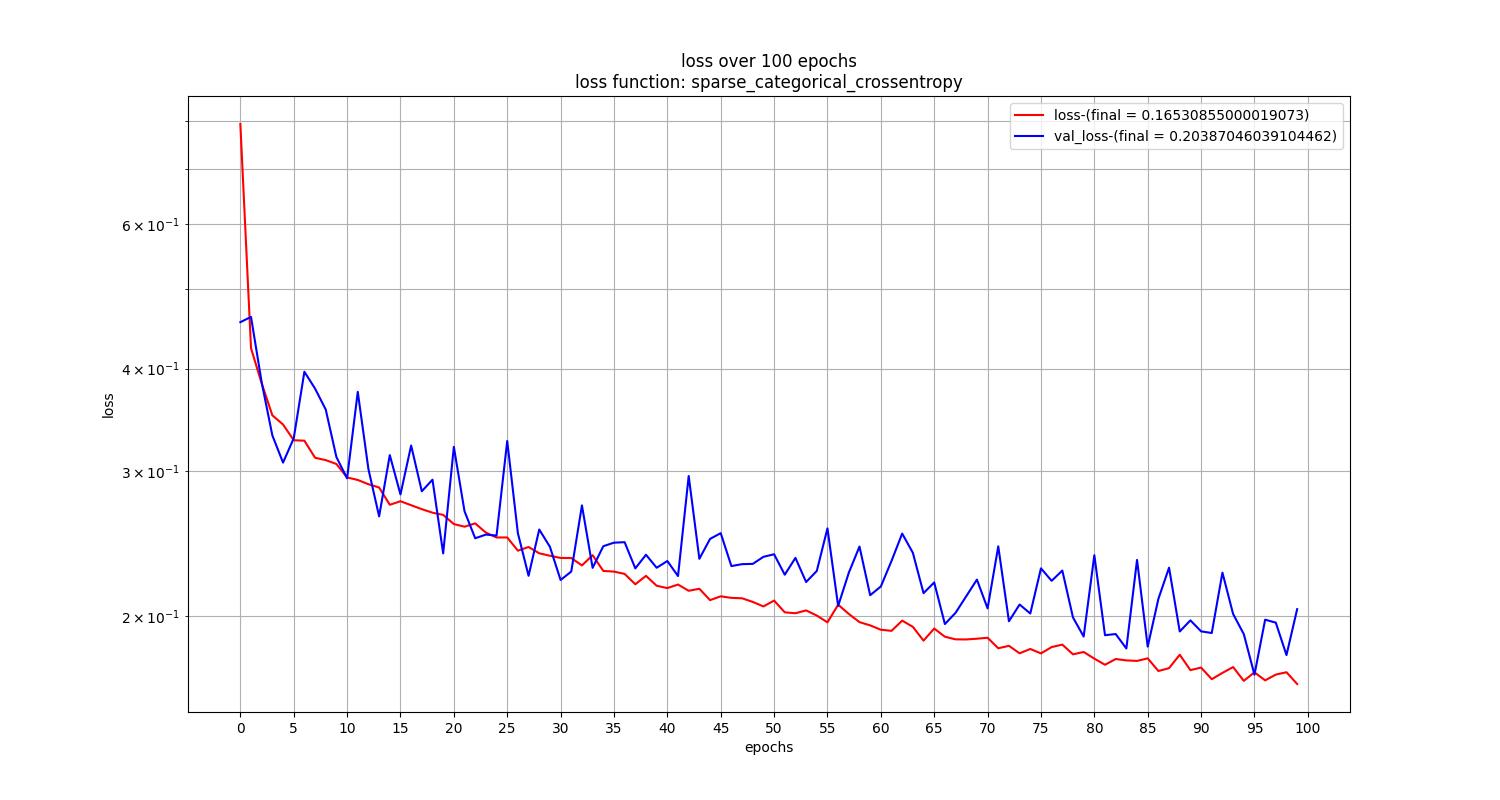 loss over 100 epochs
loss function: sparse_categorical_crossentropy
loss-(final = 0.16530855000019073)
val_loss-(final = 0.20387046039104462)
6 × 10⁻¹
4 × 10⁻¹
3 × 10⁻¹
2 × 10⁻¹
loss
0 5 10 15 20 25 30 35 40 45 50 55 60 65 70 75 80 85 90 95 100
epochs